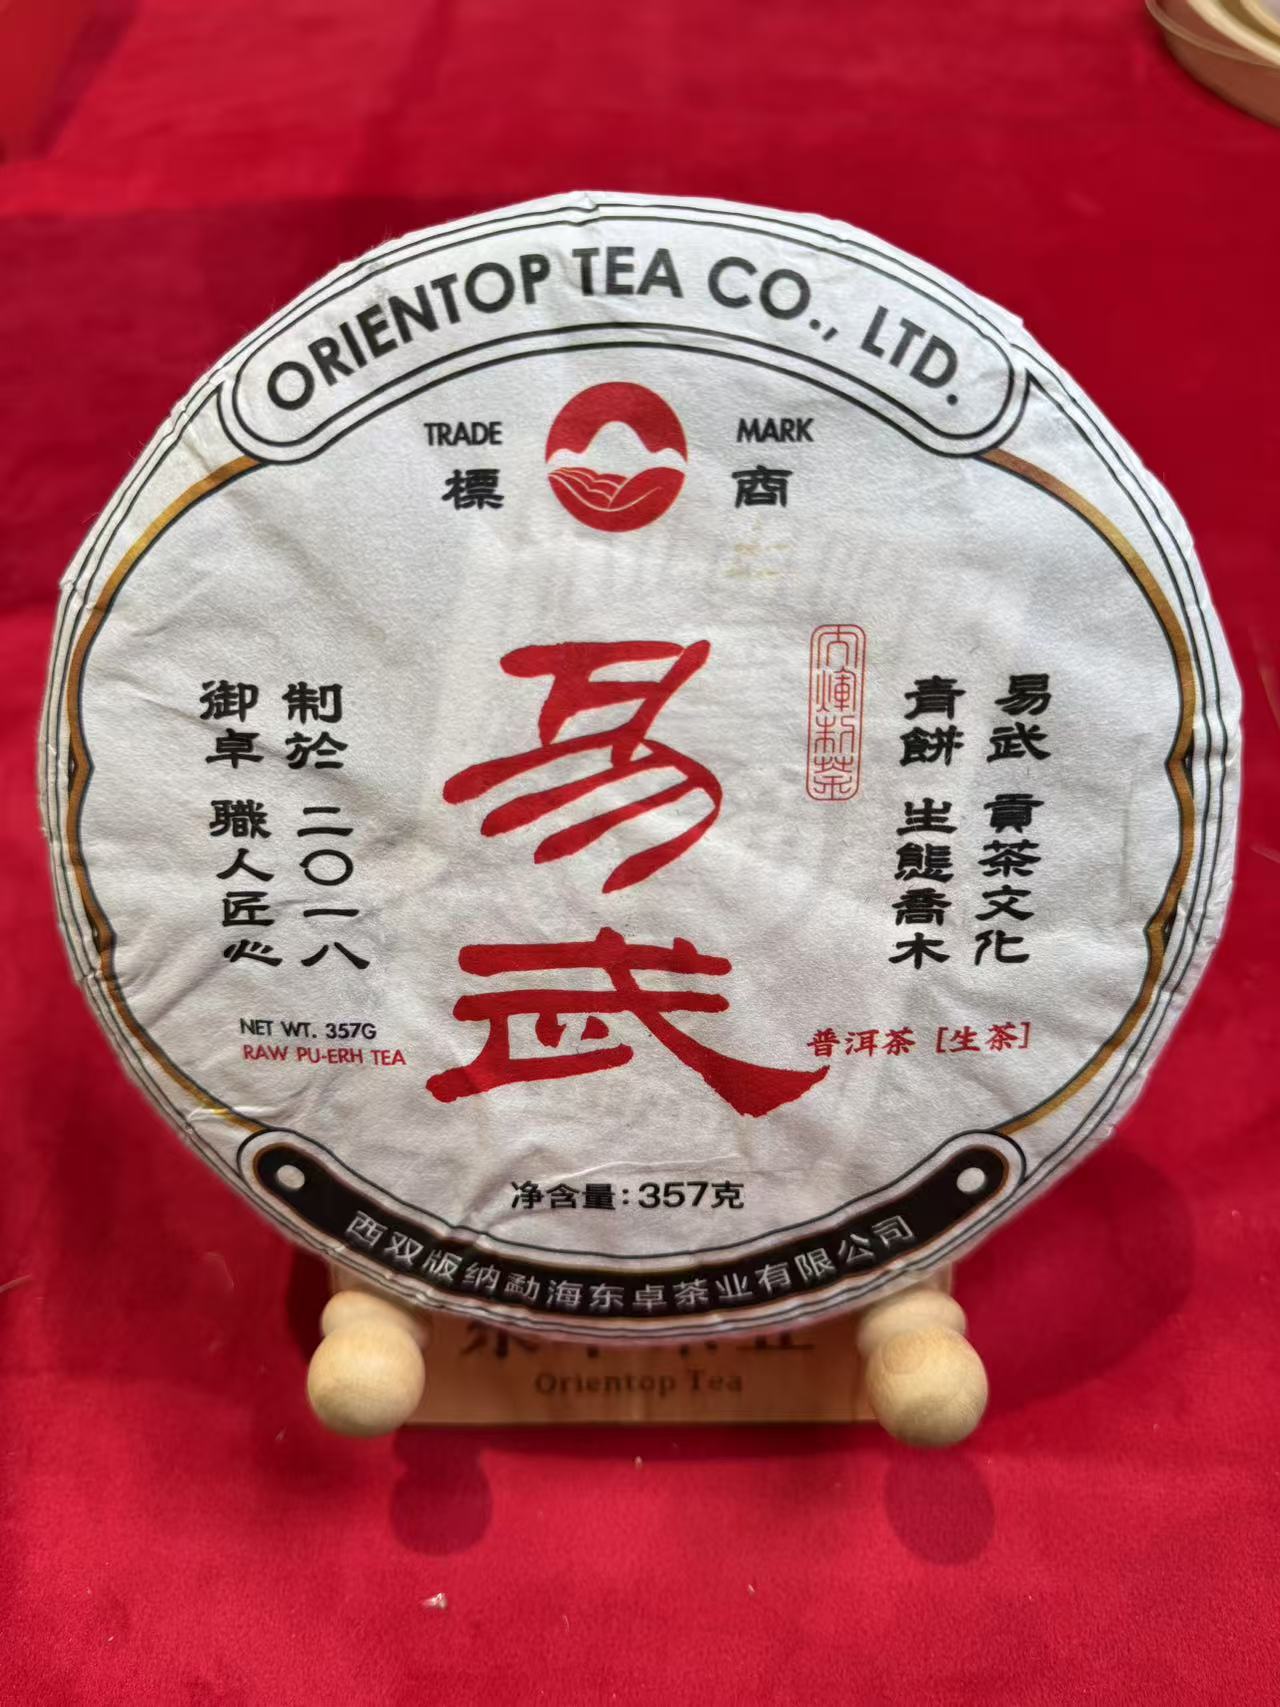 ORIENTOP TEA CO., LTD.
TRADE MARK
標 商
易武
易武 貢茶文化
青餅 生態喬木
制於 二〇一八
御卓 職人匠心
NET WT. 357G
RAW PU-ERH TEA
普洱茶［生茶］
净含量：357克
西双版纳勐海东卓茶业有限公司
Orientop Tea